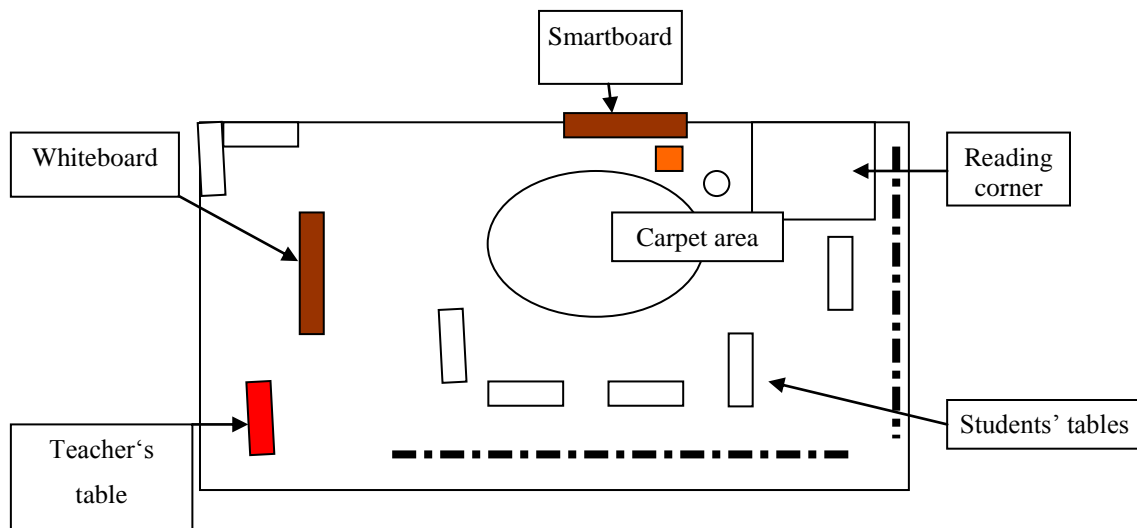 Smartboard
Whiteboard
Reading
corner
Carpet area
Students’ tables
Teacher‘s
table